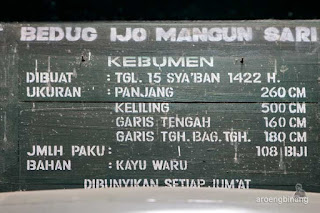 BEDUG IJO MANGUN SARI
KEBUMEN
DIBUAT : TGL. 15 SYA'BAN 1422 H.
UKURAN : PANJANG 260 CM
KELILING 500 CM
GARIS TENGAH 160 CM
GARIS TGH. BAG. TGH. 180 CM
JMLH PAKU : 108 BIJI
BAHAN : KAYU WARU
DIBUNYIKAN SETIAP JUM'AT
aroengbinang